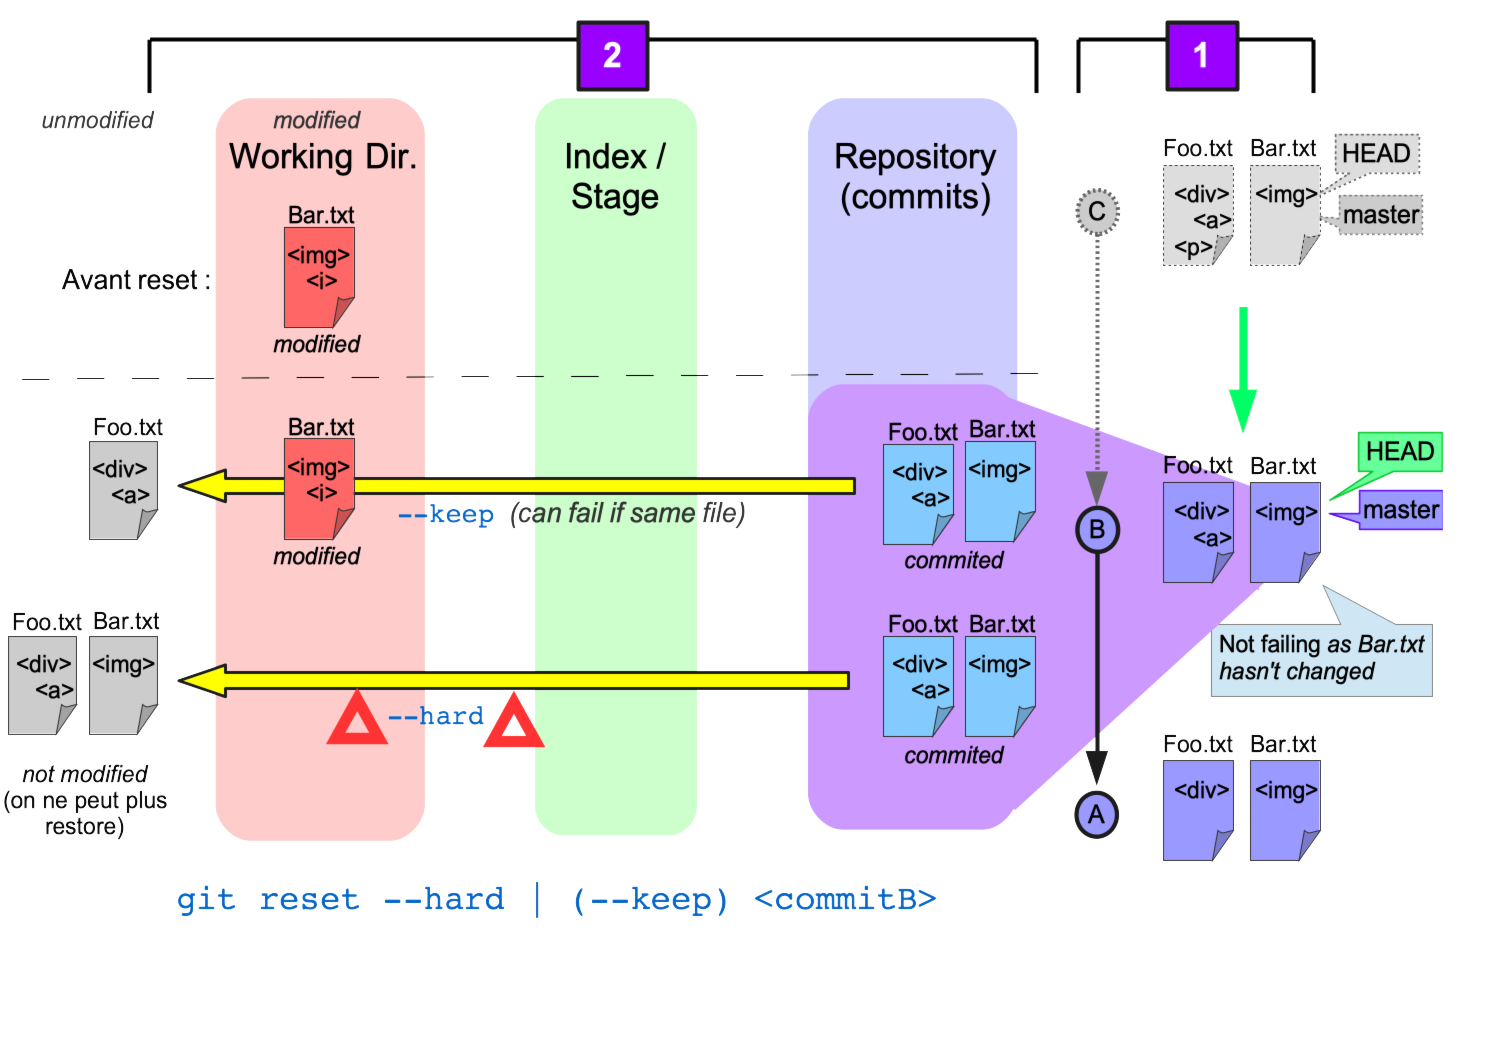 2
1
unmodified
modified
Working Dir.
Index /
Stage
Repository
(commits)
Foo.txt
Bar.txt
HEAD
<div>
<a>
<p>
<img>
master
C
Bar.txt
<img>
<i>
Avant reset :
modified
Foo.txt
<div>
<a>
Bar.txt
<img>
<i>
modified
--keep (can fail if same file)
Foo.txt
Bar.txt
<div>
<a>
<img>
commited
B
Foo.txt
Bar.txt
<div>
<a>
<img>
HEAD
master
Not failing as Bar.txt
hasn't changed
Foo.txt
Bar.txt
<div>
<a>
<img>
not modified
(on ne peut plus
restore)
--hard
Foo.txt
Bar.txt
<div>
<a>
<img>
commited
A
Foo.txt
Bar.txt
<div>
<img>
git reset --hard | (--keep) <commitB>